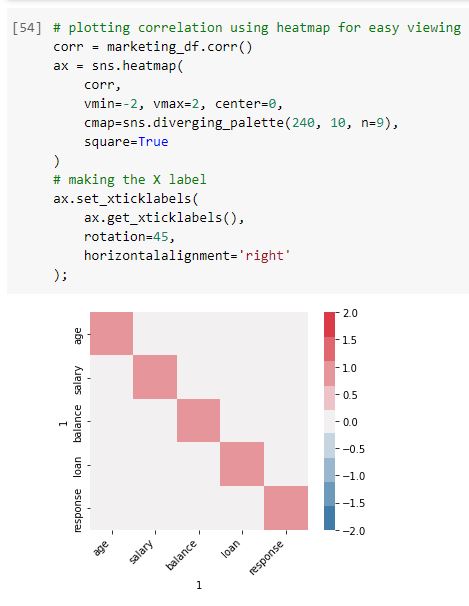 [54] # plotting correlation using heatmap for easy viewing
corr = marketing_df.corr()
ax = sns.heatmap(
    corr,
    vmin=-2, vmax=2, center=0,
    cmap=sns.diverging_palette(240, 10, n=9),
    square=True
)
# making the X label
ax.set_xticklabels(
    ax.get_xticklabels(),
    rotation=45,
    horizontalalignment='right'
);
1
age
salary
balance
loan
response
age
salary
balance
loan
response
1
2.0
1.5
1.0
0.5
0.0
−0.5
−1.0
−1.5
−2.0